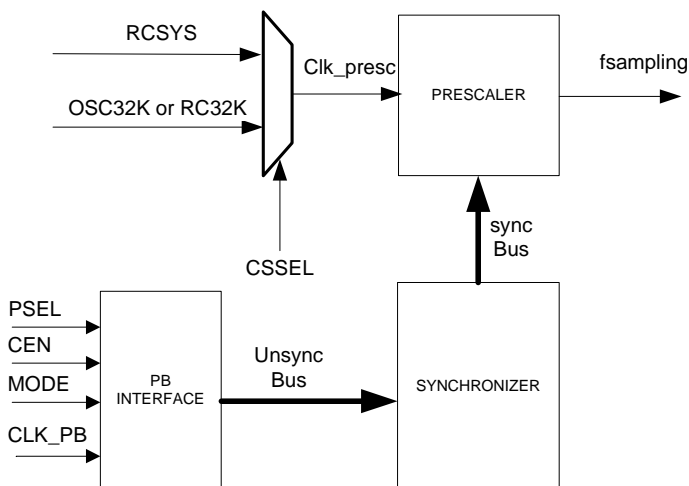 RCSYS
OSC32K or RC32K
Clk_presc
PRESCALER
fsampling
CSSEL
sync
Bus
PSEL
CEN
MODE
CLK_PB
PB
INTERFACE
Unsync
Bus
SYNCHRONIZER